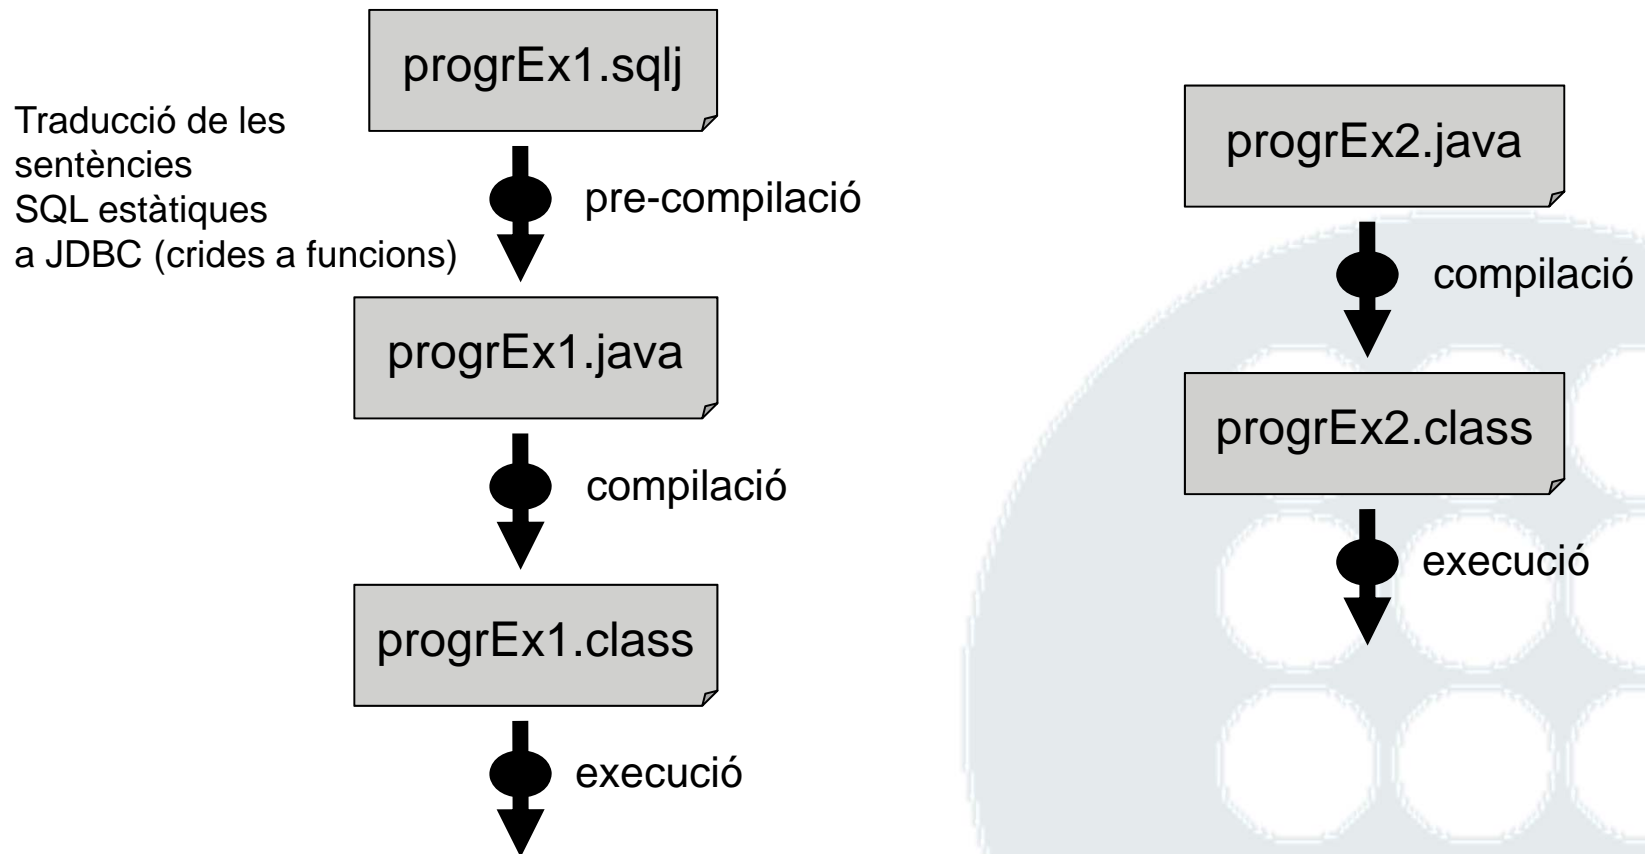 progrEx1.sqlj
Traducció de les
sentències
SQL estàtiques
a JDBC (crides a funcions)
pre-compilació
progrEx1.java
compilació
progrEx1.class
execució
progrEx2.java
compilació
progrEx2.class
execució